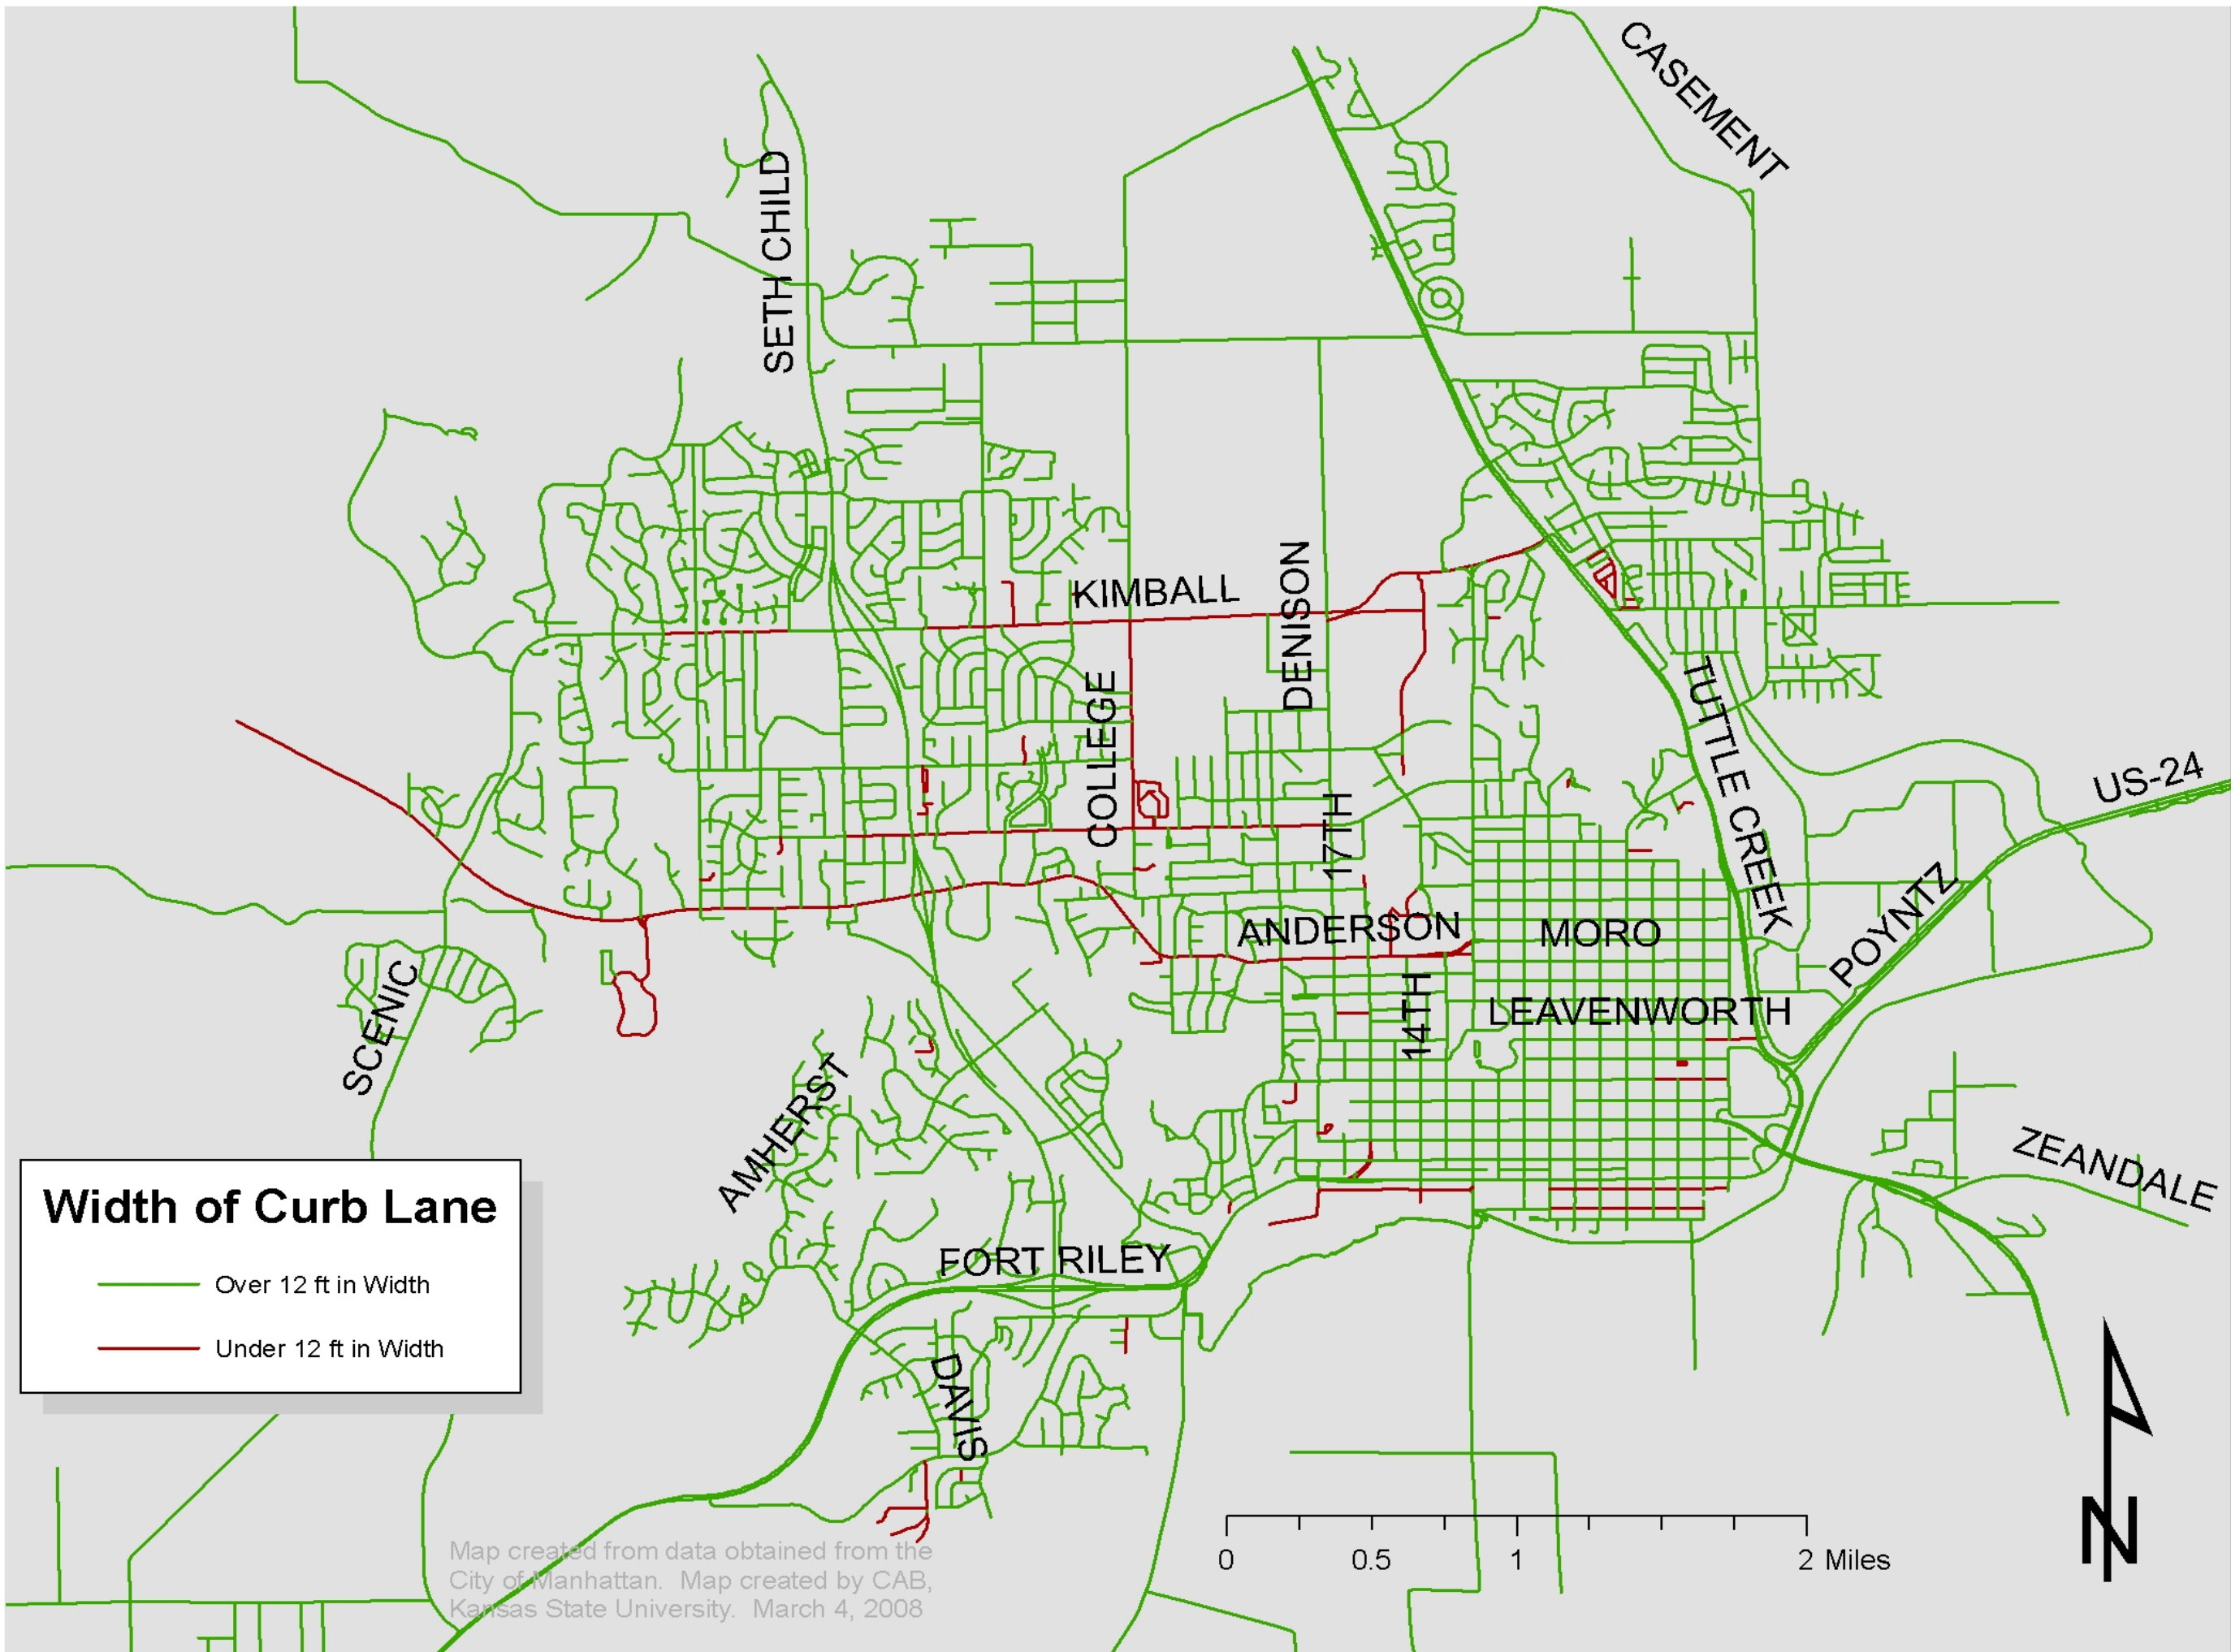 CASEMENT
SETH CHILD
KIMBALL
DENISON
COLLEGE
TUTTLE CREEK
US-24
17TH
POYNTZ
ANDERSON
MORO
14TH
LEAVENWORTH
SCENIC
AMHERST
ZEANDALE
FORT RILEY
DAVIS
Width of Curb Lane
Over 12 ft in Width
Under 12 ft in Width
Map created from data obtained from the
City of Manhattan. Map created by CAB,
Kansas State University. March 4, 2008
0 0.5 1 2 Miles
N